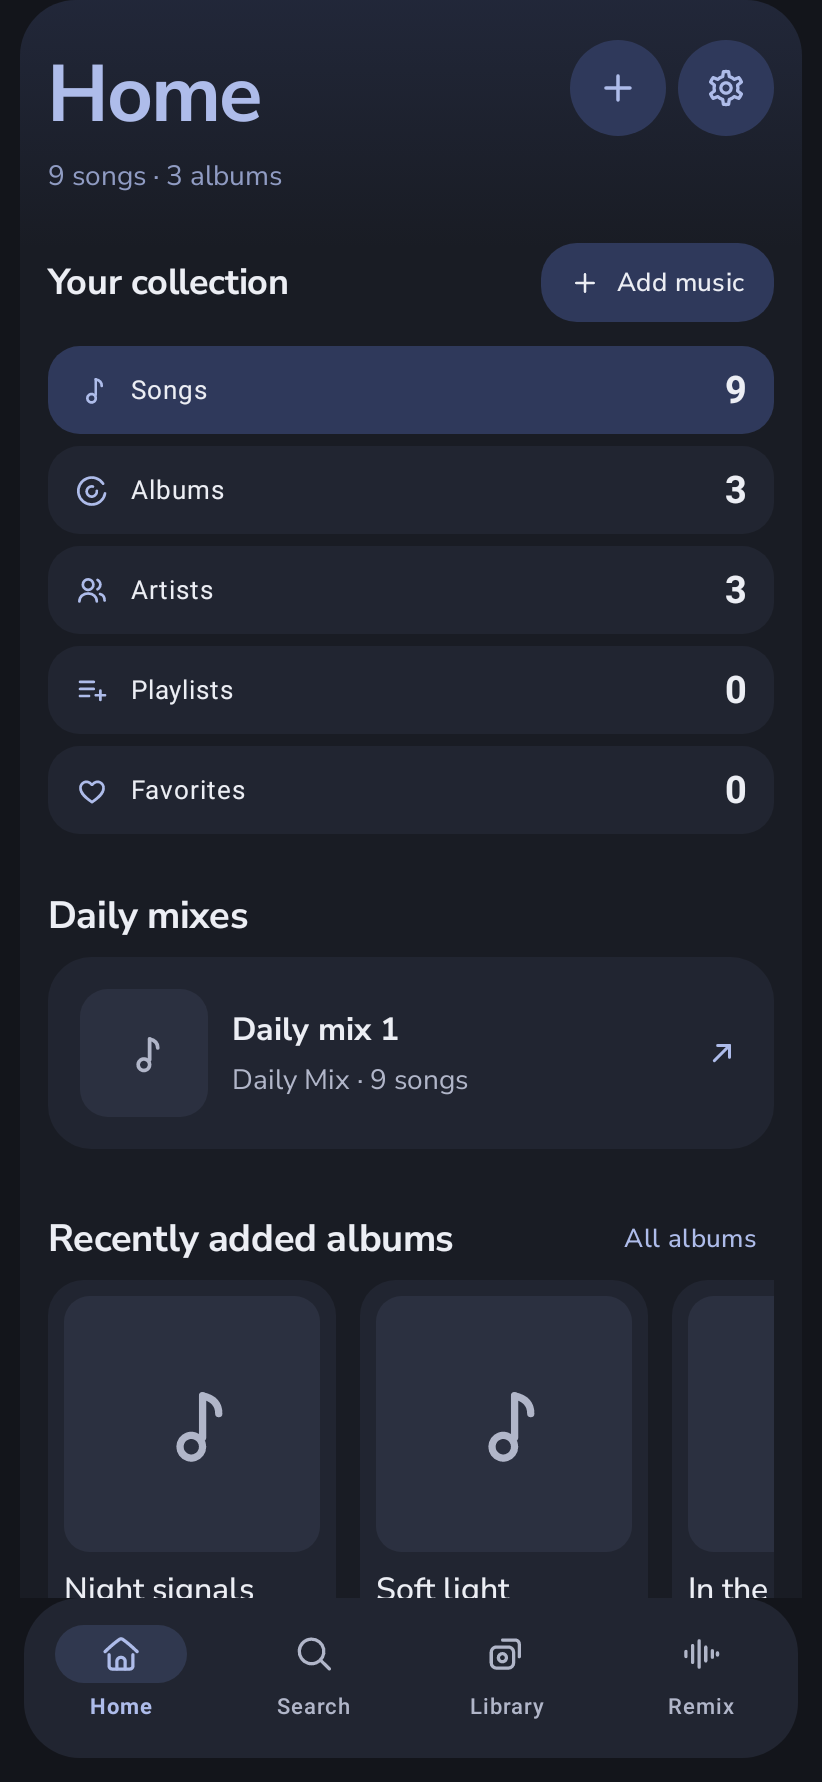 Home
9 songs · 3 albums
Your collection
Add music
Songs 9
Albums 3
Artists 3
Playlists 0
Favorites 0
Daily mixes
Daily mix 1
Daily Mix · 9 songs
Recently added albums All albums
Night signals Soft light In the
Home Search Library Remix